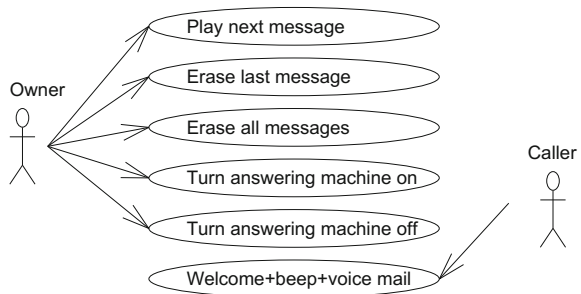 Play next message
Erase last message
Owner
Erase all messages
Caller
Turn answering machine on
Turn answering machine off
Welcome+beep+voice mail